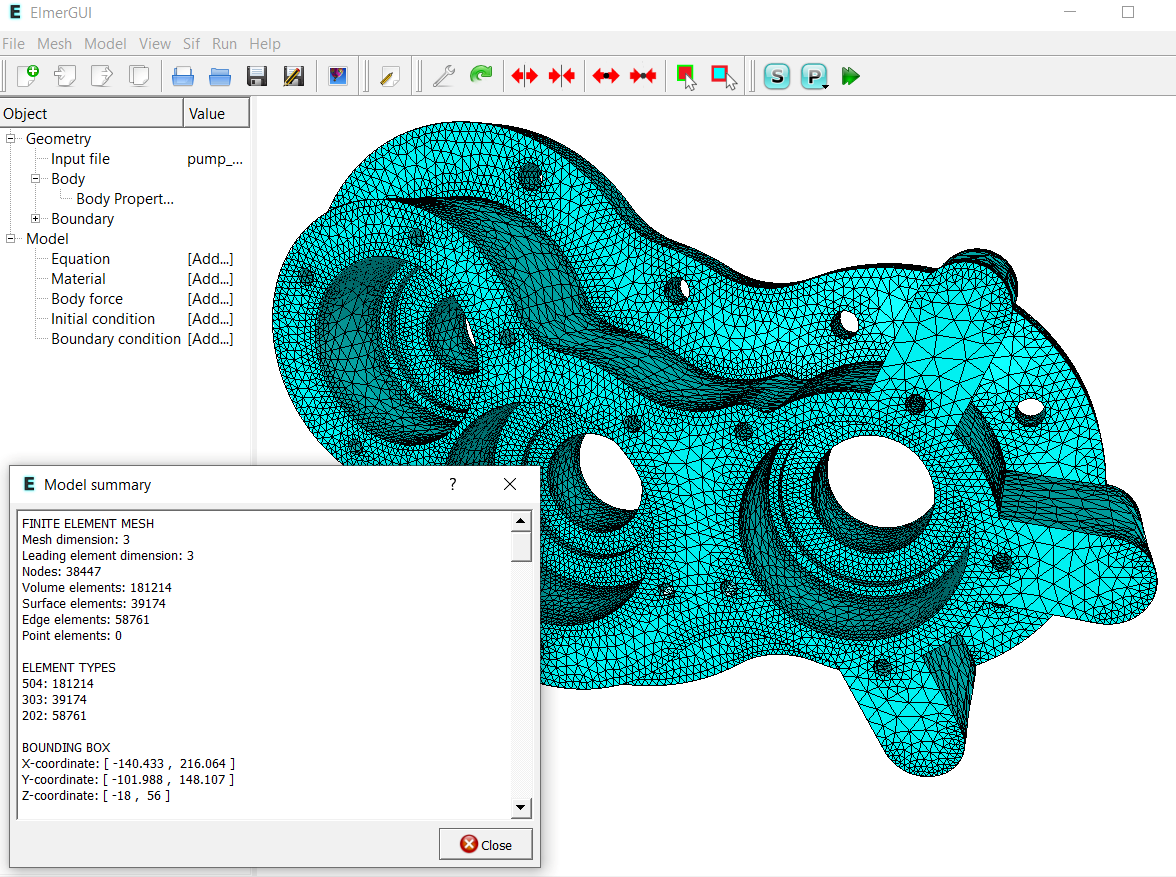 E ElmerGUI
File Mesh Model View Sif Run Help
S P
Object Value
Geometry
Input file pump_...
Body
Body Propert...
Boundary
Model
Equation [Add...]
Material [Add...]
Body force [Add...]
Initial condition [Add...]
Boundary condition [Add...]
E Model summary ?
FINITE ELEMENT MESH
Mesh dimension: 3
Leading element dimension: 3
Nodes: 38447
Volume elements: 181214
Surface elements: 39174
Edge elements: 58761
Point elements: 0
ELEMENT TYPES
504: 181214
303: 39174
202: 58761
BOUNDING BOX
X-coordinate: [ -140.433 , 216.064 ]
Y-coordinate: [ -101.988 , 148.107 ]
Z-coordinate: [ -18 , 56 ]
Close